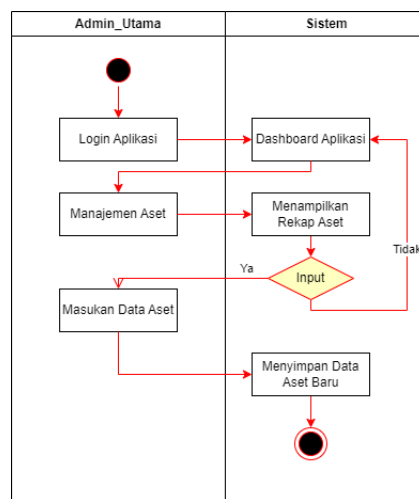 Admin_Utama
Sistem
Login Aplikasi
Dashboard Aplikasi
Manajemen Aset
Menampilkan
Rekap Aset
Tidak
Ya
Input
Masukan Data Aset
Menyimpan Data
Aset Baru